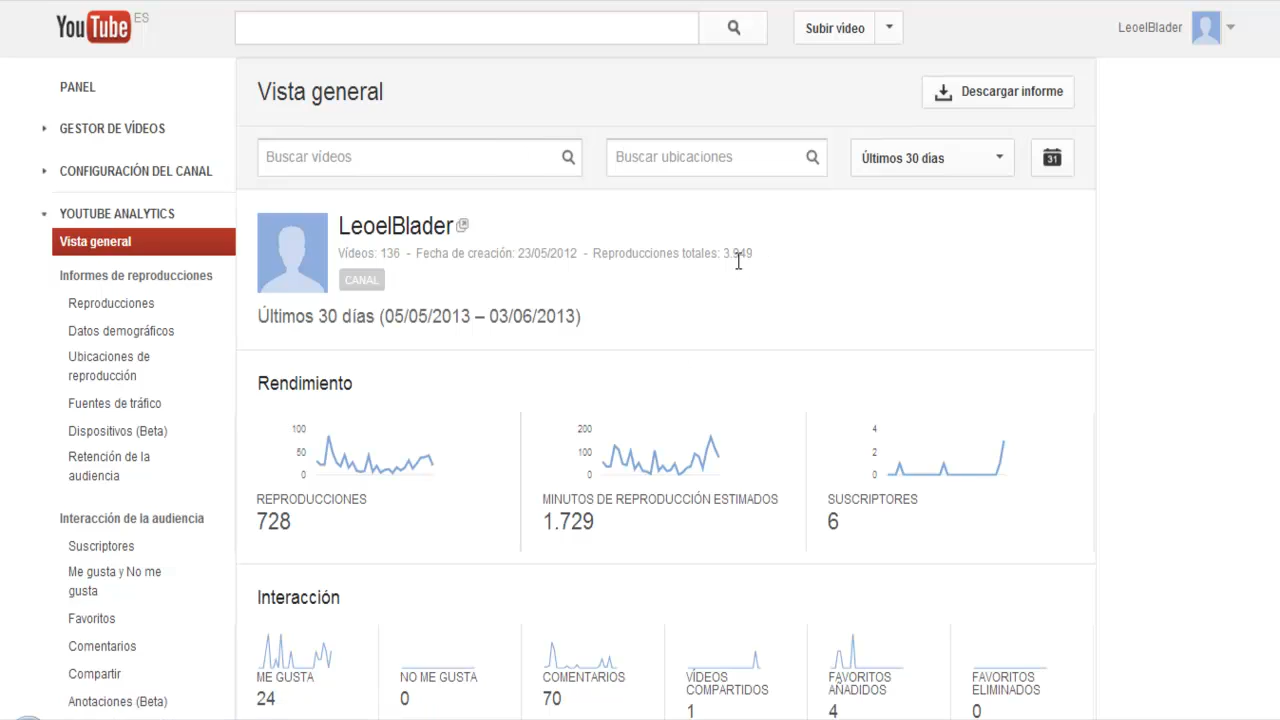 YouTube ES
Subir vídeo
LeoelBlader
PANEL
GESTOR DE VÍDEOS
CONFIGURACIÓN DEL CANAL
YOUTUBE ANALYTICS
Vista general
Informes de reproducciones
Reproducciones
Datos demográficos
Ubicaciones de
reproducción
Fuentes de tráfico
Dispositivos (Beta)
Retención de la
audiencia
Interacción de la audiencia
Suscriptores
Me gusta y No me
gusta
Favoritos
Comentarios
Compartir
Anotaciones (Beta)
Vista general
Descargar informe
Buscar vídeos
Buscar ubicaciones
Últimos 30 días
31
LeoelBlader
Vídeos: 136 - Fecha de creación: 23/05/2012 - Reproducciones totales:
CANAL
Últimos 30 días (05/05/2013 – 03/06/2013)
Rendimiento
100
50
0
REPRODUCCIONES
728
200
100
0
MINUTOS DE REPRODUCCIÓN ESTIMADOS
1.729
4
2
0
SUSCRIPTORES
6
Interacción
ME GUSTA
24
NO ME GUSTA
0
COMENTARIOS
70
VÍDEOS
COMPARTIDOS
1
FAVORITOS
AÑADIDOS
4
FAVORITOS
ELIMINADOS
0